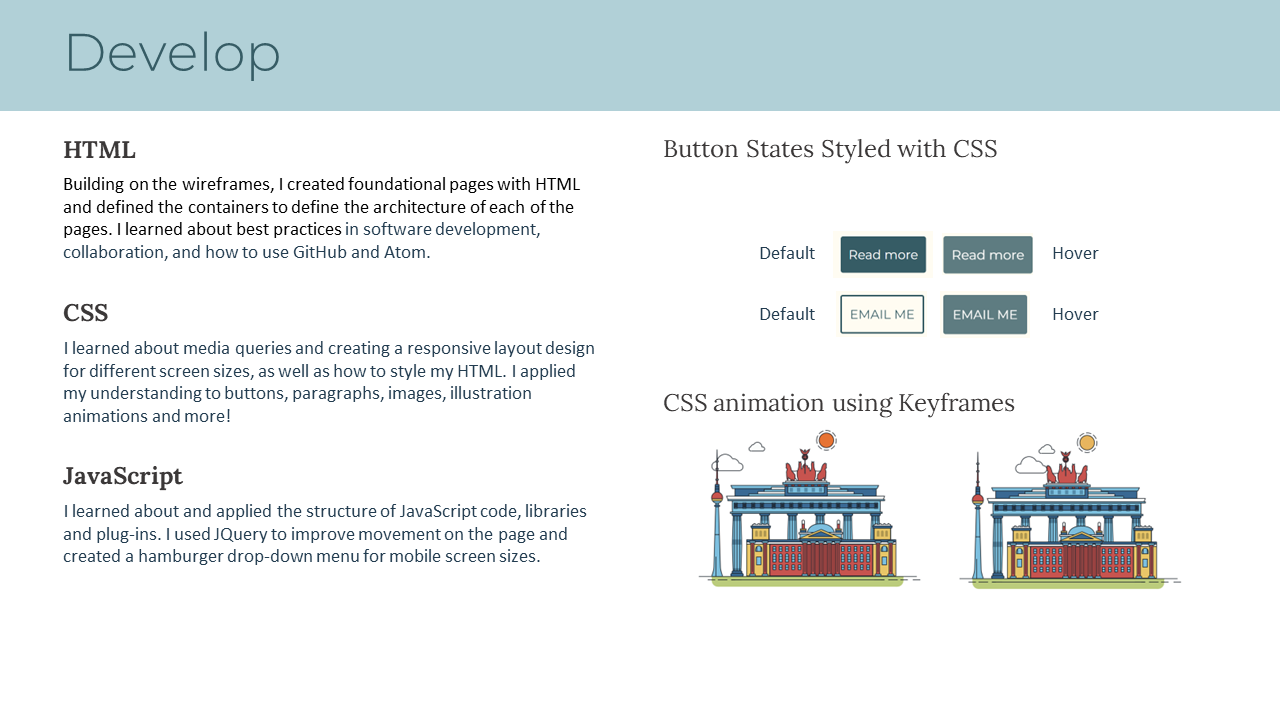 Develop
HTML
Building on the wireframes, I created foundational pages with HTML
and defined the containers to define the architecture of each of the
pages. I learned about best practices in software development,
collaboration, and how to use GitHub and Atom.
CSS
I learned about media queries and creating a responsive layout design
for different screen sizes, as well as how to style my HTML. I applied
my understanding to buttons, paragraphs, images, illustration
animations and more!
JavaScript
I learned about and applied the structure of JavaScript code, libraries
and plug-ins. I used JQuery to improve movement on the page and
created a hamburger drop-down menu for mobile screen sizes.
Button States Styled with CSS
Default Read more Read more Hover
Default EMAIL ME EMAIL ME Hover
CSS animation using Keyframes